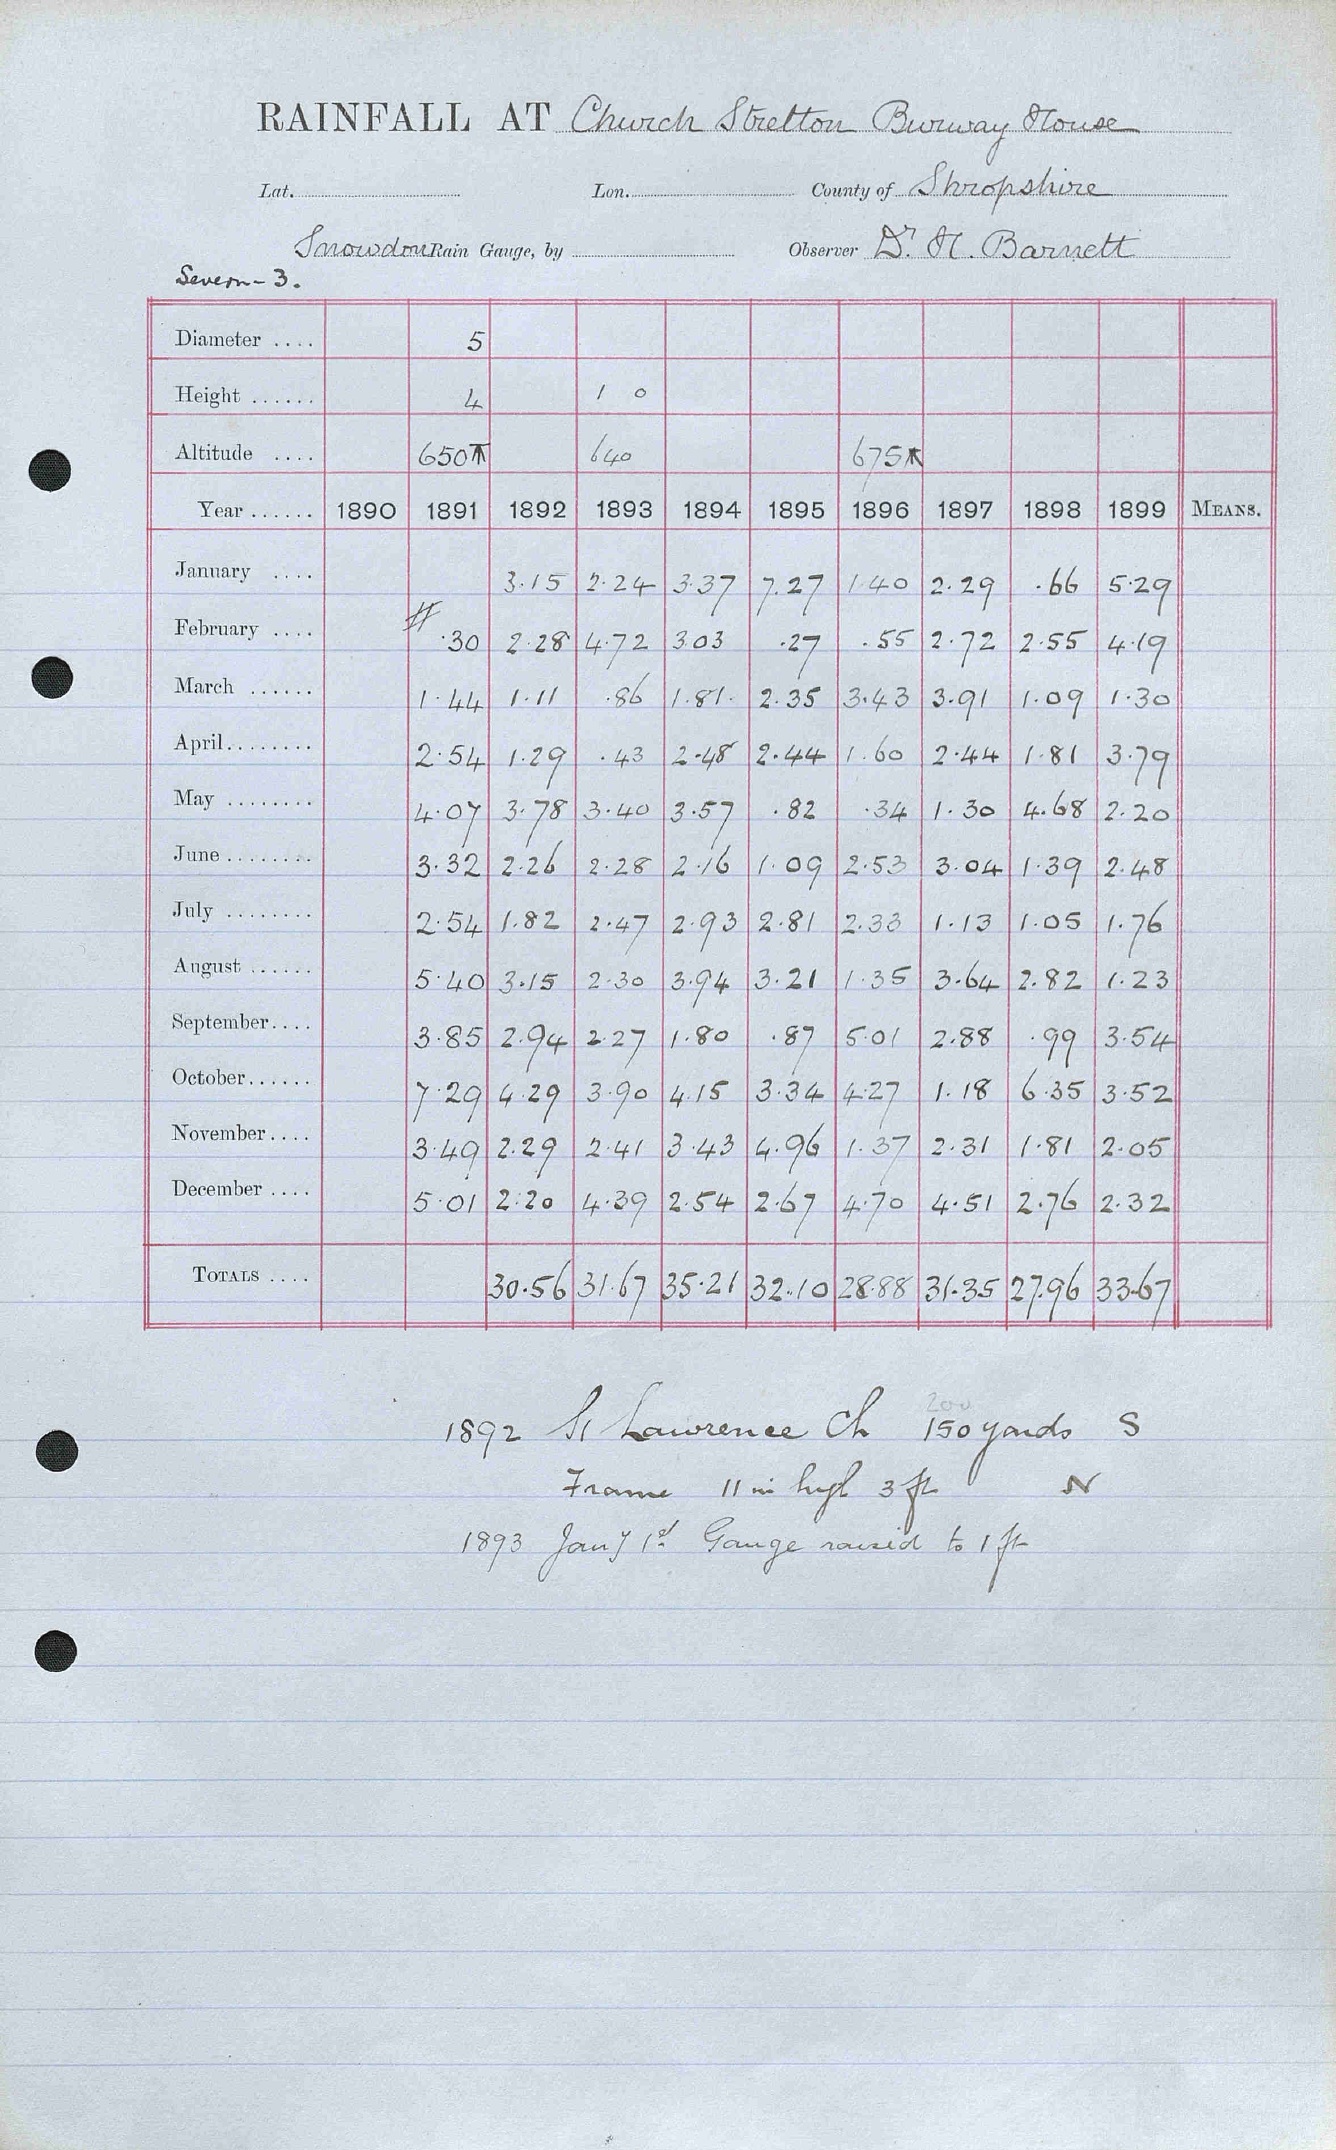 RAINFALL AT Church Stretton Burway House
Lat. Lon. County of Shropshire
Snowdon Rain Gauge, by Observer Dr. H. Barnett
Severn - 3.
Diameter .... 5
Height ...... 4 1 0
Altitude .... 650 640 675
Year ...... 1890 1891 1892 1893 1894 1895 1896 1897 1898 1899 MEANS.
January .... 3.15 2.24 3.37 7.27 1.40 2.29 .66 5.29
February .... # .30 2.28 4.72 3.03 .27 .55 2.72 2.55 4.19
March ...... 1.44 1.11 .86 1.81 2.35 3.43 3.91 1.09 1.30
April........ 2.54 1.29 .43 2.48 2.44 1.60 2.44 1.81 3.79
May ........ 4.07 3.78 3.40 3.57 .82 .34 1.30 4.68 2.20
June ........ 3.32 2.26 2.28 2.16 1.09 2.53 3.04 1.39 2.48
July ........ 2.54 1.82 2.47 2.93 2.81 2.33 1.13 1.05 1.76
August ...... 5.40 3.15 2.30 3.94 3.21 1.35 3.64 2.82 1.23
September.... 3.85 2.94 2.27 1.80 .87 5.01 2.88 .99 3.54
October...... 7.29 4.29 3.90 4.15 3.34 4.27 1.18 6.35 3.52
November.... 3.49 2.29 2.41 3.43 4.96 1.37 2.31 1.81 2.05
December .... 5.01 2.20 4.39 2.54 2.67 4.70 4.51 2.76 2.32
TOTALS .... 30.56 31.67 35.21 32.10 28.88 31.35 27.96 33.67
200
1892 St Lawrence Ch 150 yards S
Frame 11 in high 3 ft N
1893 Jany 1st Gauge raised to 1 ft